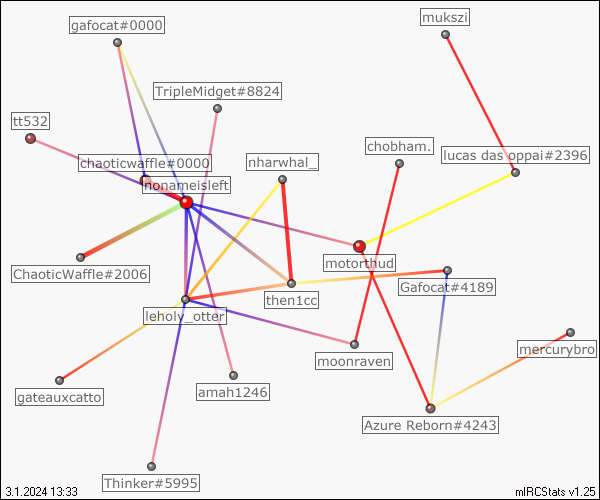 gafocat#0000
mukszi
TripleMidget#8824
tt532
chobham.
lucas das oppai#2396
chaoticwaffle#0000
nharwhal_
nonameisleft
motorthud
ChaoticWaffle#2006
Gafocat#4189
then1cc
leholy_otter
mercurybro
moonraven
gateauxcatto
amah1246
Azure Reborn#4243
Thinker#5995
3.1.2024 13:33
mIRCStats v1.25